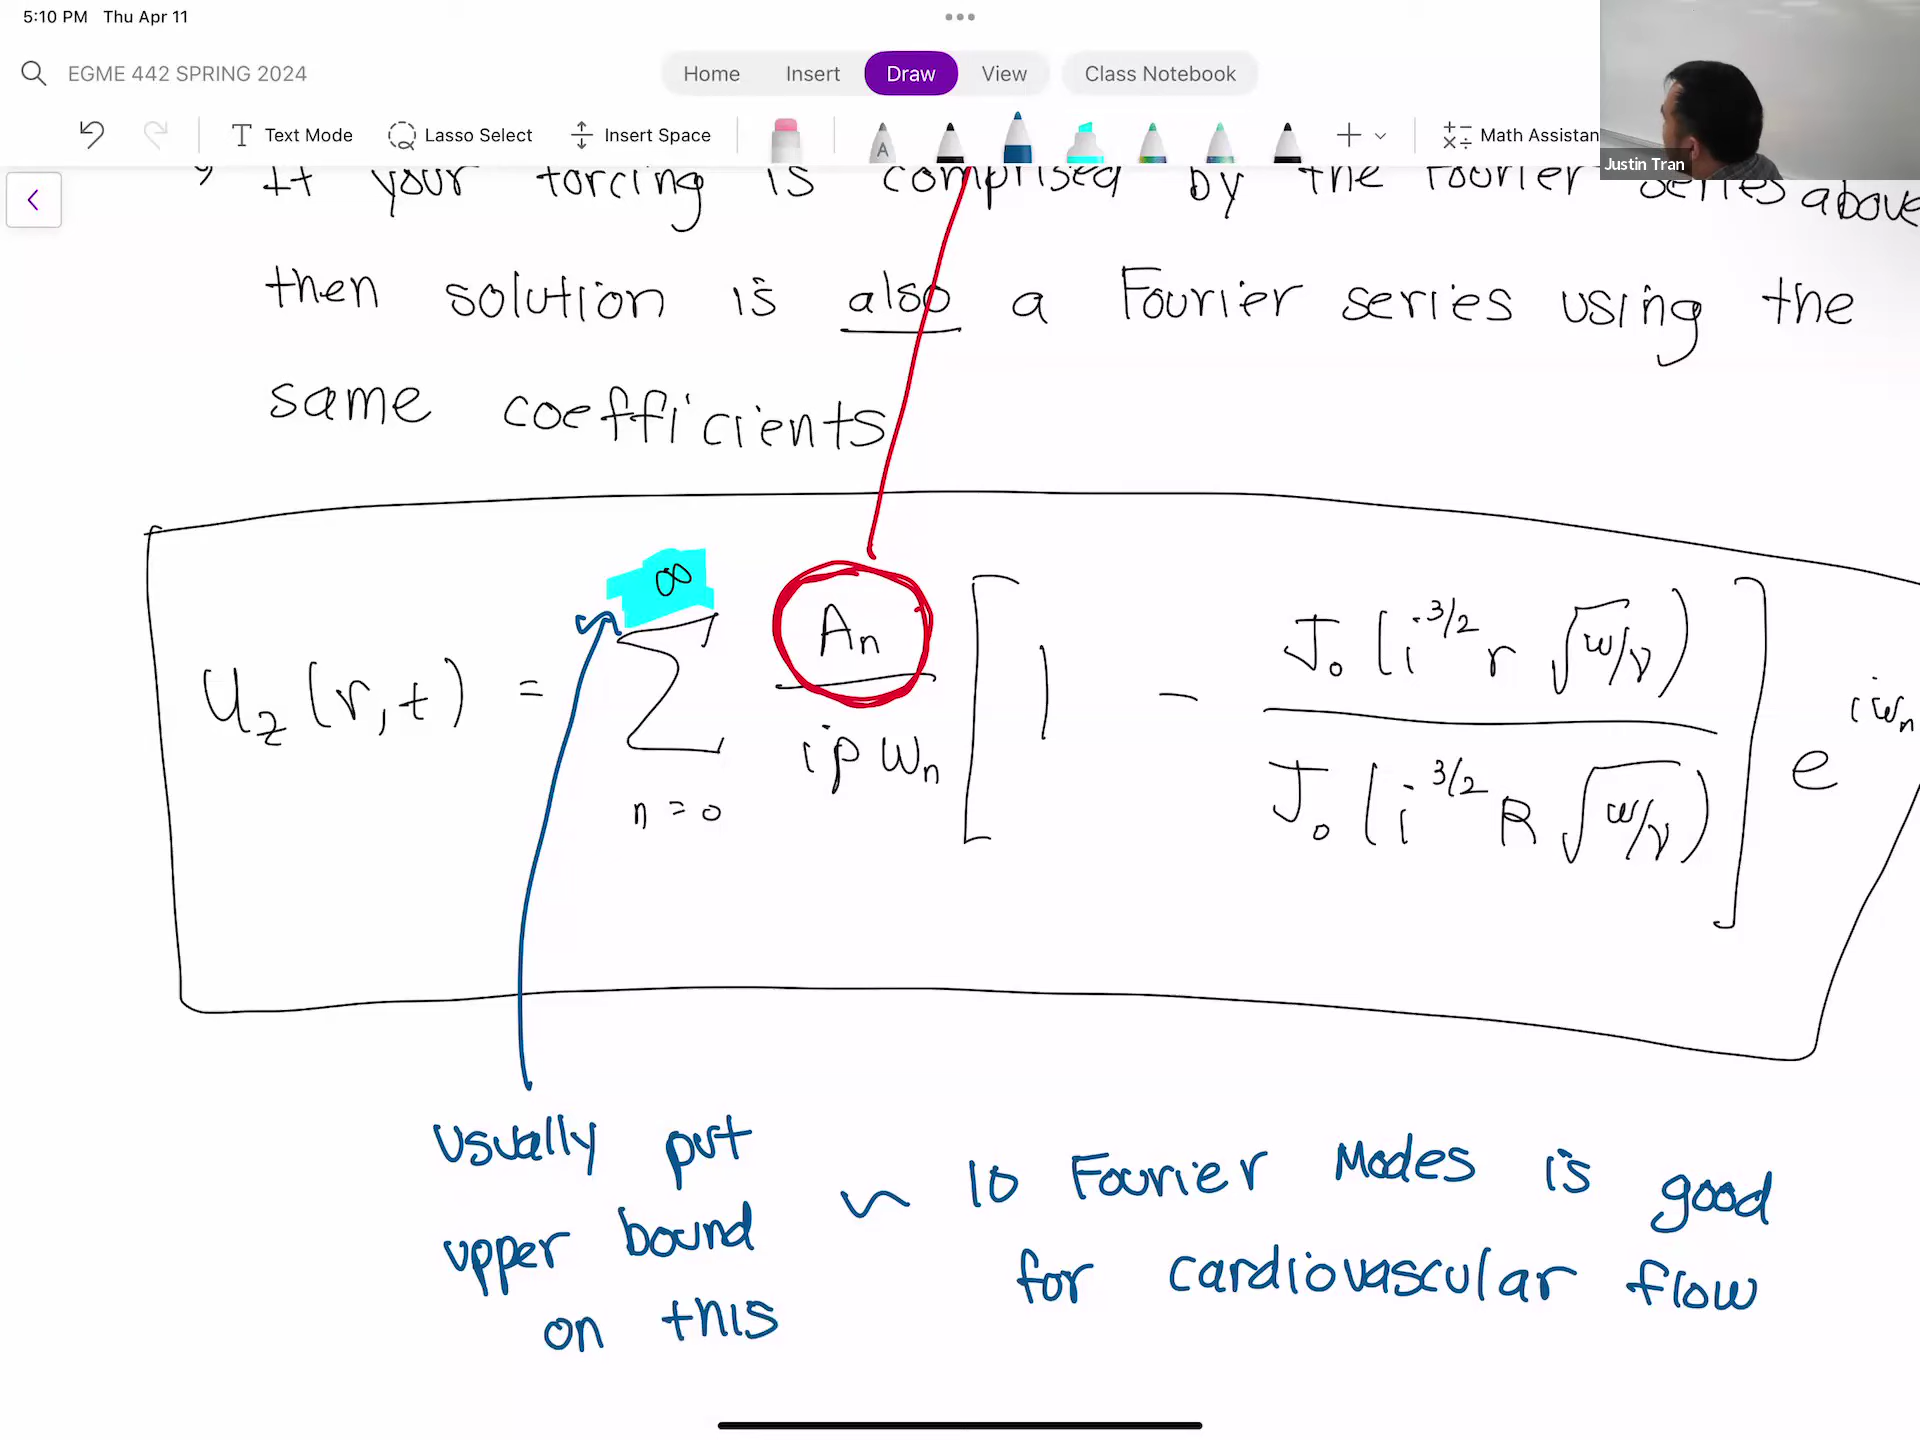 5:10 PM Thu Apr 11
EGME 442 SPRING 2024
Home Insert Draw View Class Notebook
Text Mode Lasso Select Insert Space Math Assistan
Justin Tran
If your forcing is comprised by the Fourier series above
then solution is also a Fourier series using the
same coefficients
u_z(r,t) = ∑_{n=0}^{∞} A_n / (iρω_n) [1 - J_0(i^{3/2} r √(ω/ν)) / J_0(i^{3/2} R √(ω/ν))] e^{iω_n
usually put
upper bound
on this
~ 10 Fourier Modes is good
for cardiovascular flow